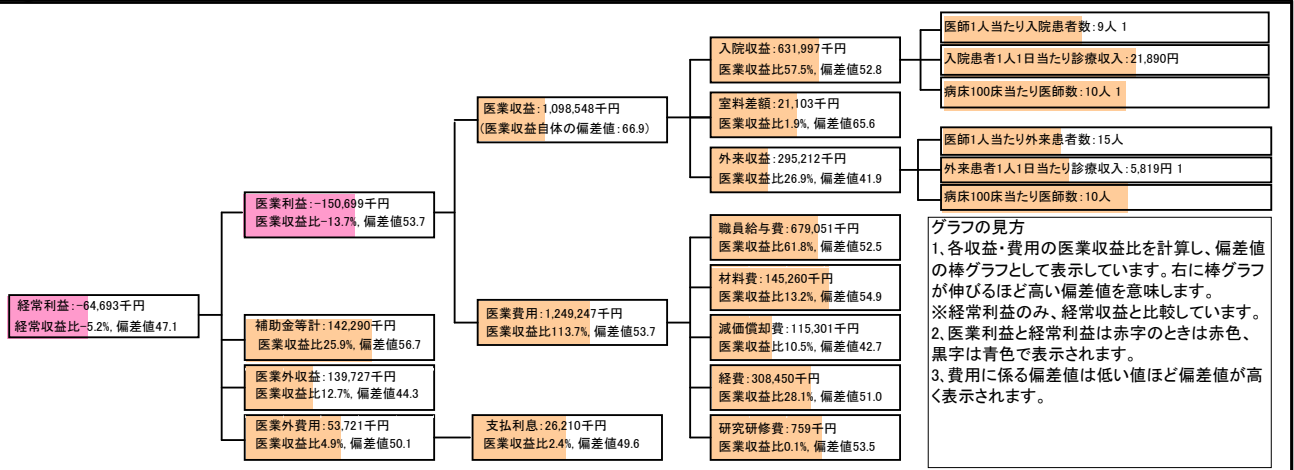 経常利益:-64,693千円
経常収益比-5.2%, 偏差値47.1
医業利益:-150,699千円
医業収益比-13.7%, 偏差値53.7
補助金等計:142,290千円
医業収益比25.9%, 偏差値56.7
医業外収益:139,727千円
医業収益比12.7%, 偏差値44.3
医業外費用:53,721千円
医業収益比4.9%, 偏差値50.1
医業収益:1,098,548千円
(医業収益自体の偏差値:66.9)
医業費用:1,249,247千円
医業収益比113.7%, 偏差値53.7
支払利息:26,210千円
医業収益比2.4%, 偏差値49.6
入院収益:631,997千円
医業収益比57.5%, 偏差値52.8
室料差額:21,103千円
医業収益比1.9%, 偏差値65.6
外来収益:295,212千円
医業収益比26.9%, 偏差値41.9
職員給与費:679,051千円
医業収益比61.8%, 偏差値52.5
材料費:145,260千円
医業収益比13.2%, 偏差値54.9
減価償却費:115,301千円
医業収益比10.5%, 偏差値42.7
経費:308,450千円
医業収益比28.1%, 偏差値51.0
研究研修費:759千円
医業収益比0.1%, 偏差値53.5
医師1人当たり入院患者数:9人 1
入院患者1人1日当たり診療収入:21,890円
病床100床当たり医師数:10人 1
医師1人当たり外来患者数:15人
外来患者1人1日当たり診療収入:5,819円 1
病床100床当たり医師数:10人
グラフの見方
1、各収益・費用の医業収益比を計算し、偏差値
の棒グラフとして表示しています。右に棒グラフ
が伸びるほど高い偏差値を意味します。
※経常利益のみ、経常収益と比較しています。
2、医業利益と経常利益は赤字のときは赤色、
黒字は青色で表示されます。
3、費用に係る偏差値は低い値ほど偏差値が高
く表示されます。